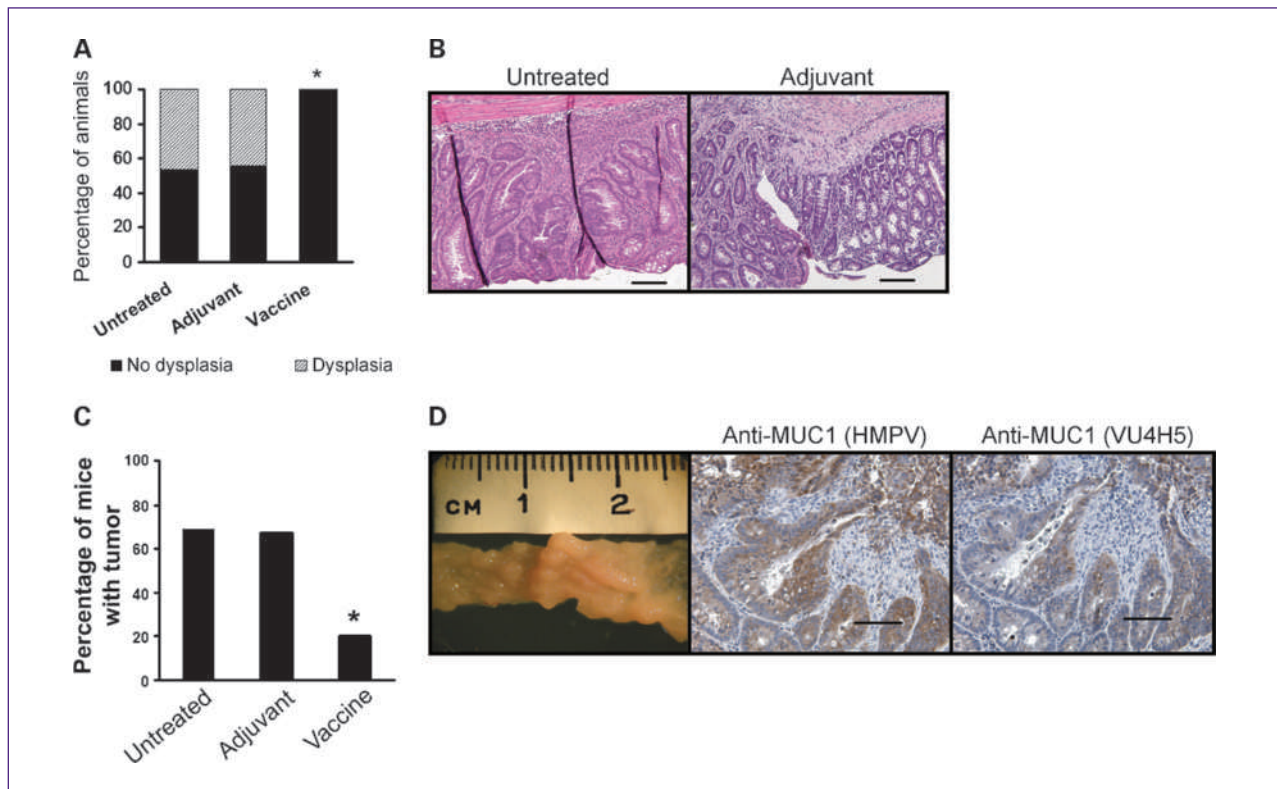 A
Percentage of animals
100
80
60
40
20
0
*
Untreated
Adjuvant
Vaccine
No dysplasia
Dysplasia
B
Untreated
Adjuvant
C
Percentage of mice
with tumor
100
80
60
40
20
0
*
Untreated
Adjuvant
Vaccine
D
CM 1 2
Anti-MUC1 (HMPV)
Anti-MUC1 (VU4H5)